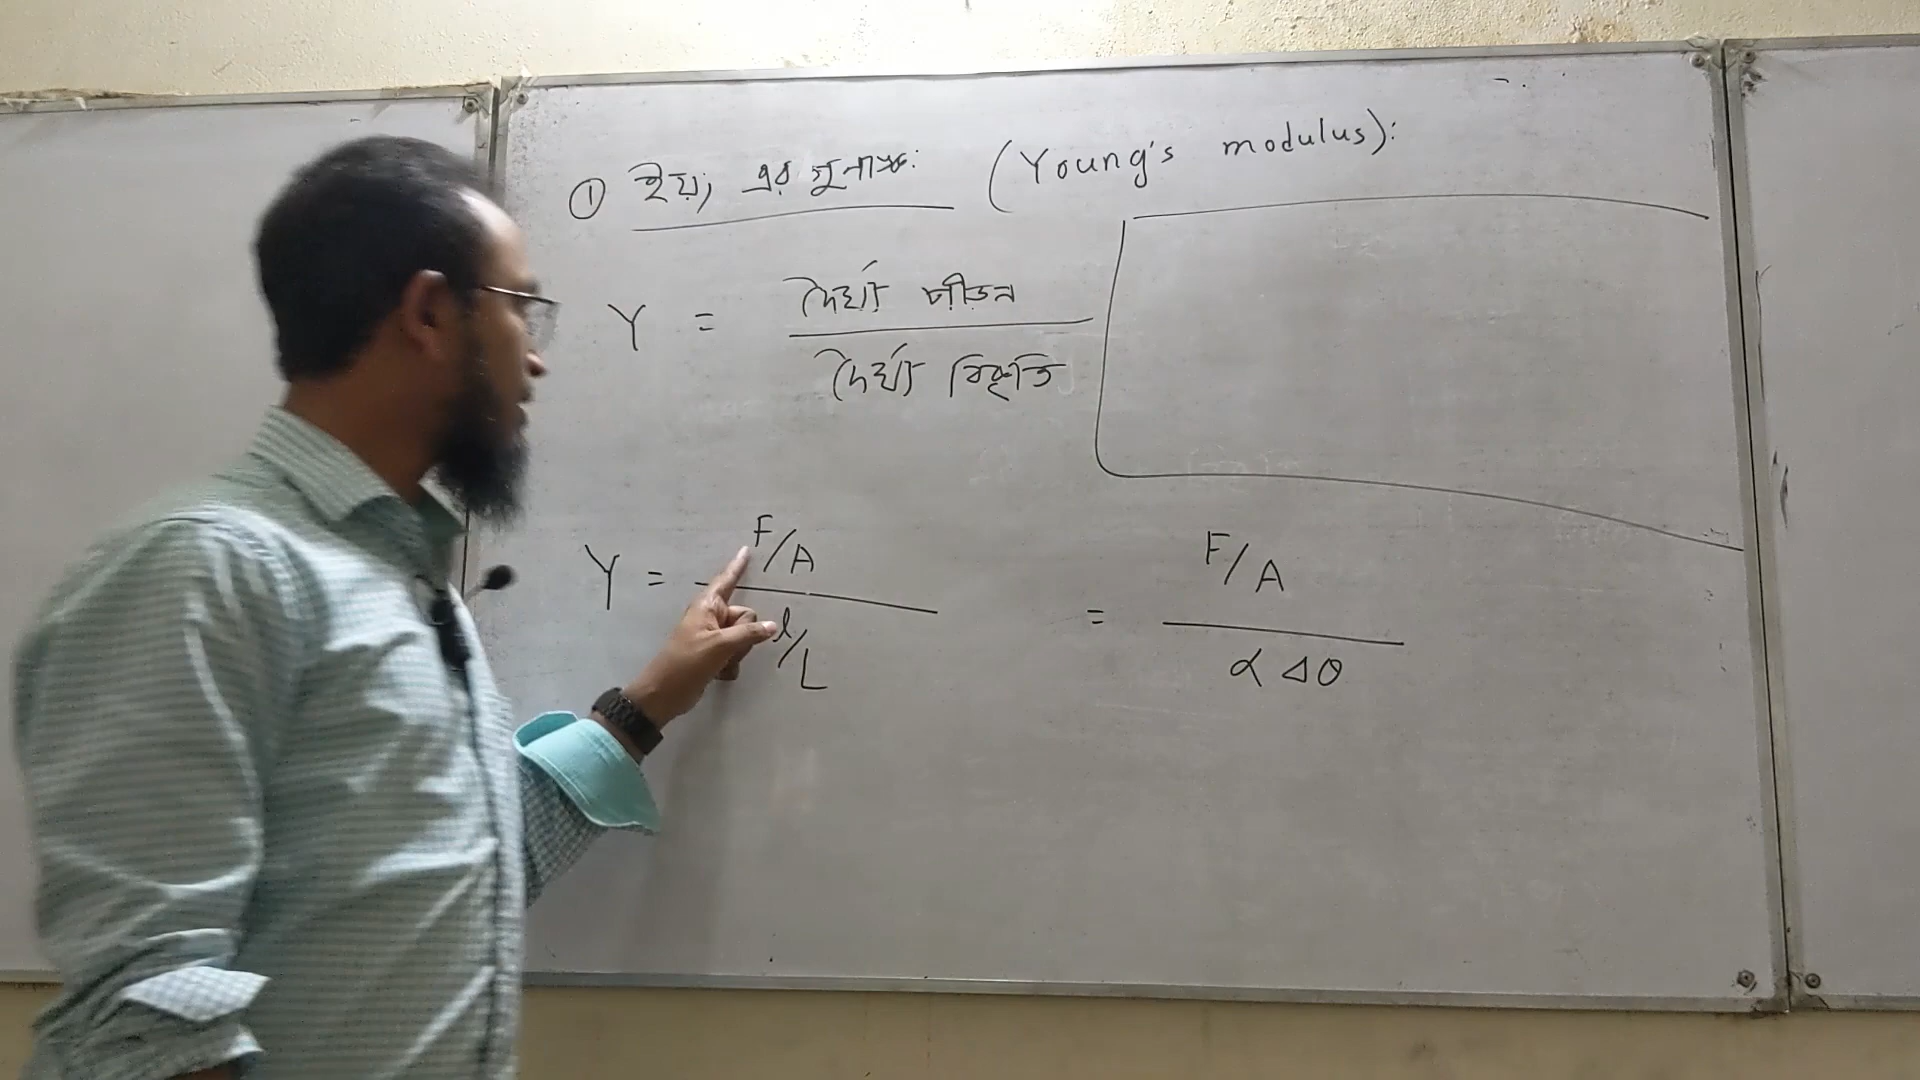 ① ইয়ং এর গুনাঙ্ক: (Young's modulus):
Y = দৈর্ঘ্য পীড়ন / দৈর্ঘ্য বিকৃতি
Y = F/A / l/L = F/A / α Δθ